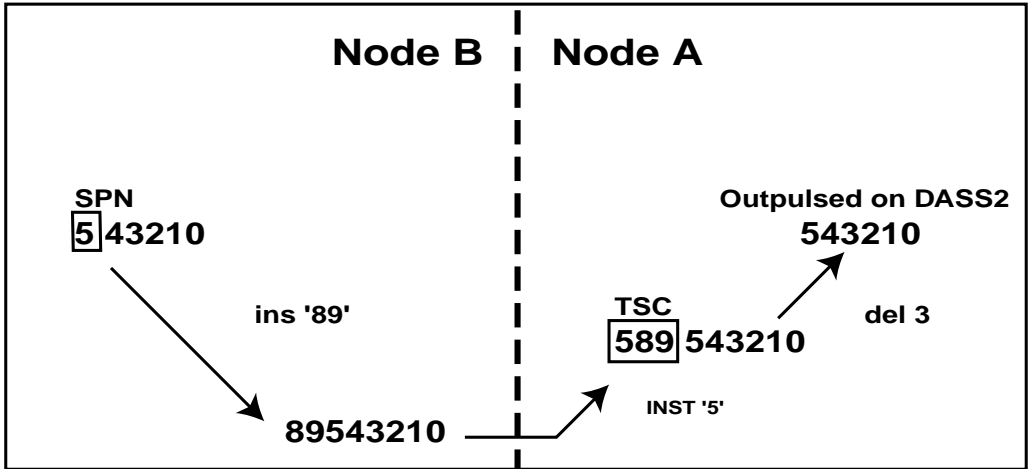 Node B
Node A
SPN
5 43210
Outpulsed on DASS2
543210
ins '89'
TSC
589 543210
del 3
INST '5'
89543210